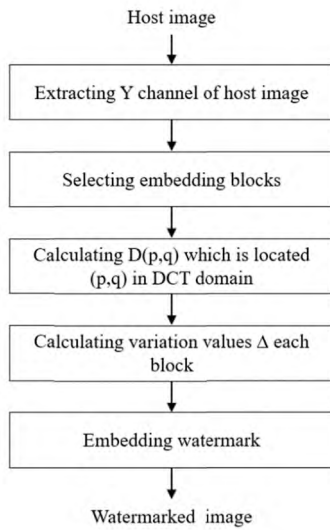 Host image
Extracting Y channel of host image
Selecting embedding blocks
Calculating D(p,q) which is located
(p,q) in DCT domain
Calculating variation values Δ each
block
Embedding watermark
Watermarked image